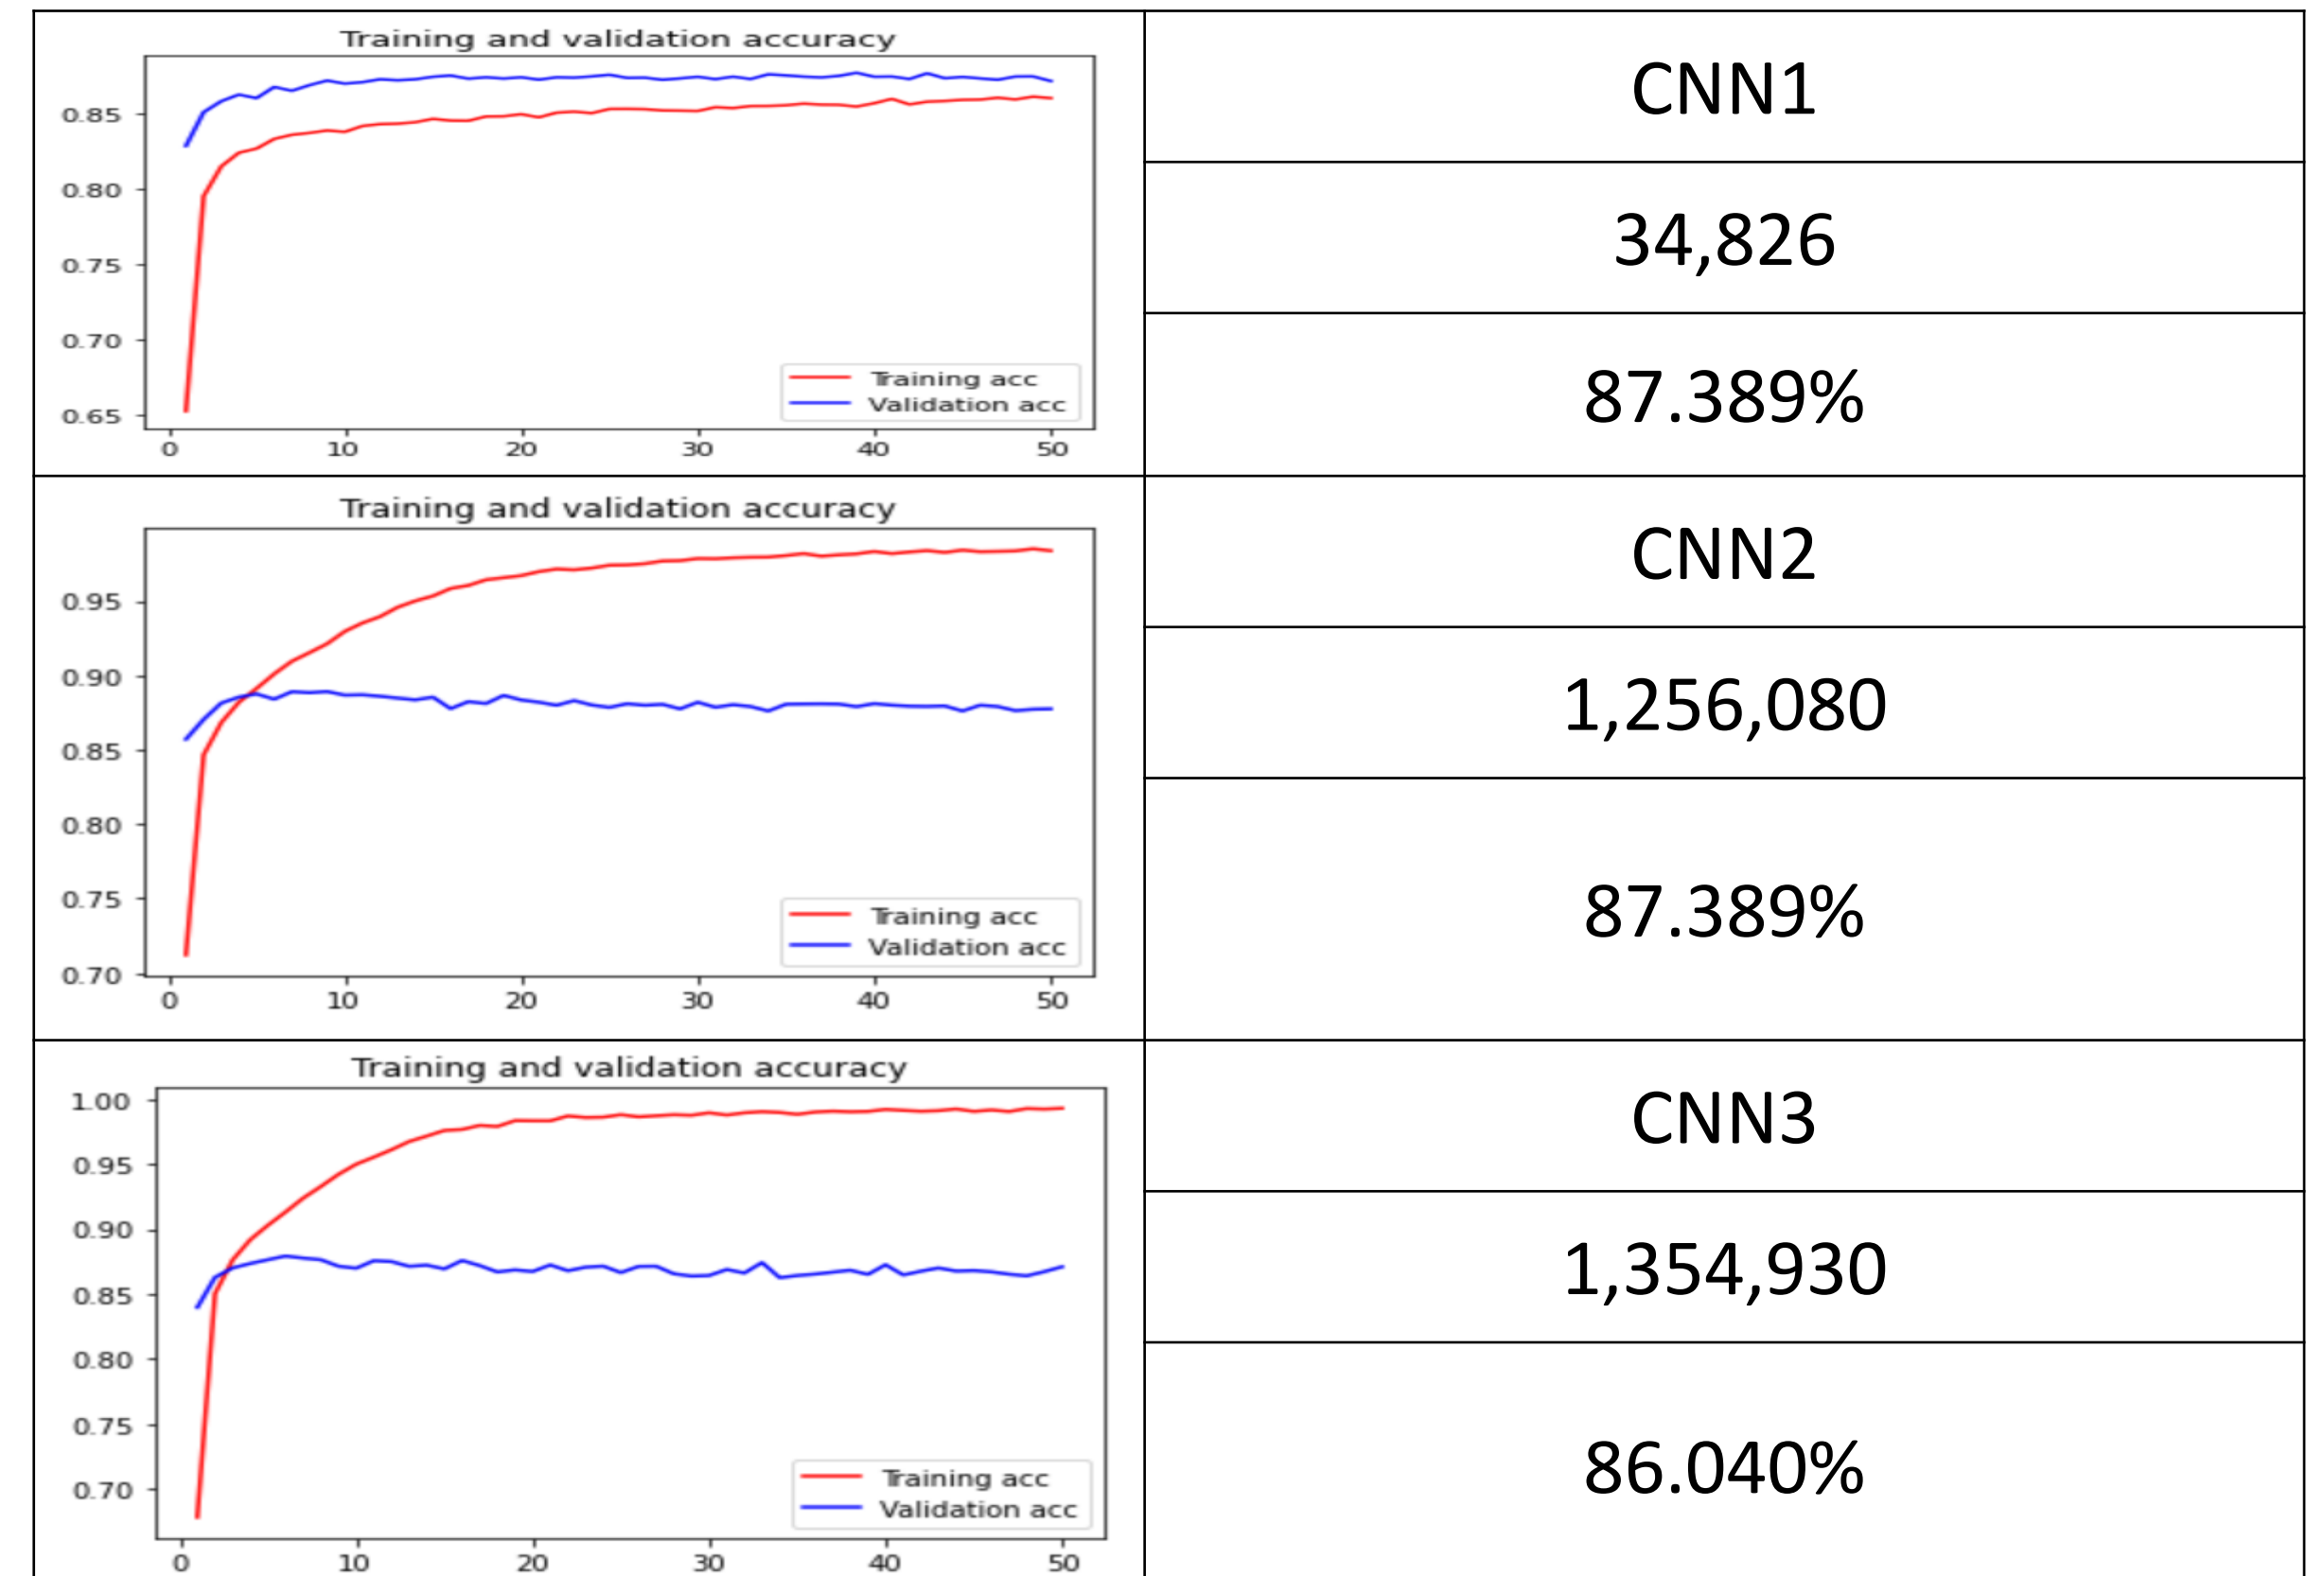 Training and validation accuracy
0.85
0.80
0.75
0.70
0.65
Training acc
Validation acc
0 10 20 30 40 50
CNN1
34,826
87.389%
Training and validation accuracy
0.95
0.90
0.85
0.80
0.75
0.70
Training acc
Validation acc
0 10 20 30 40 50
CNN2
1,256,080
87.389%
Training and validation accuracy
1.00
0.95
0.90
0.85
0.80
0.75
0.70
Training acc
Validation acc
0 10 20 30 40 50
CNN3
1,354,930
86.040%